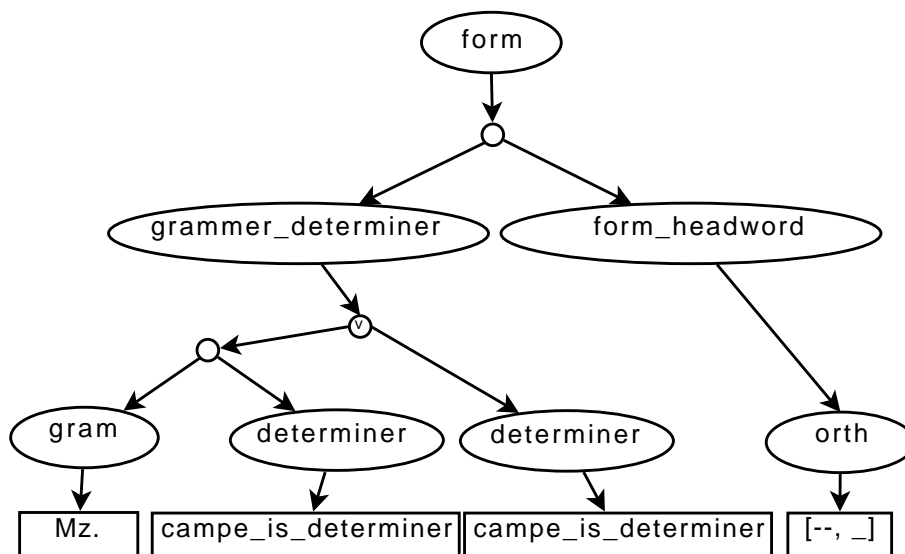 form
grammer_determiner form_headword
v
gram determiner determiner orth
Mz. campe_is_determiner campe_is_determiner [--, _]